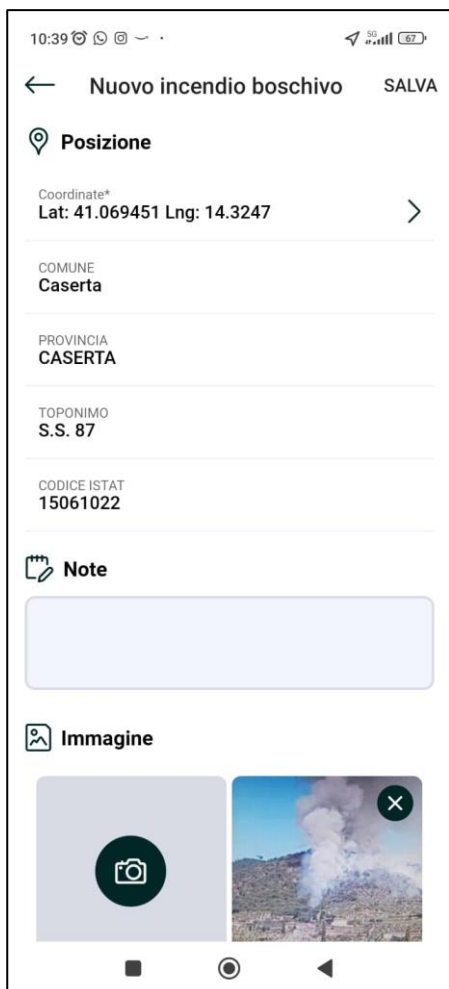 10:39
5G
67
Nuovo incendio boschivo SALVA
Posizione
Coordinate*
Lat: 41.069451 Lng: 14.3247
COMUNE
Caserta
PROVINCIA
CASERTA
TOPONIMO
S.S. 87
CODICE ISTAT
15061022
Note
Immagine